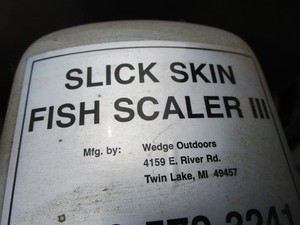 SLICK SKIN
FISH SCALER III
Mfg. by: Wedge Outdoors
4159 E. River Rd.
Twin Lake, MI 49457